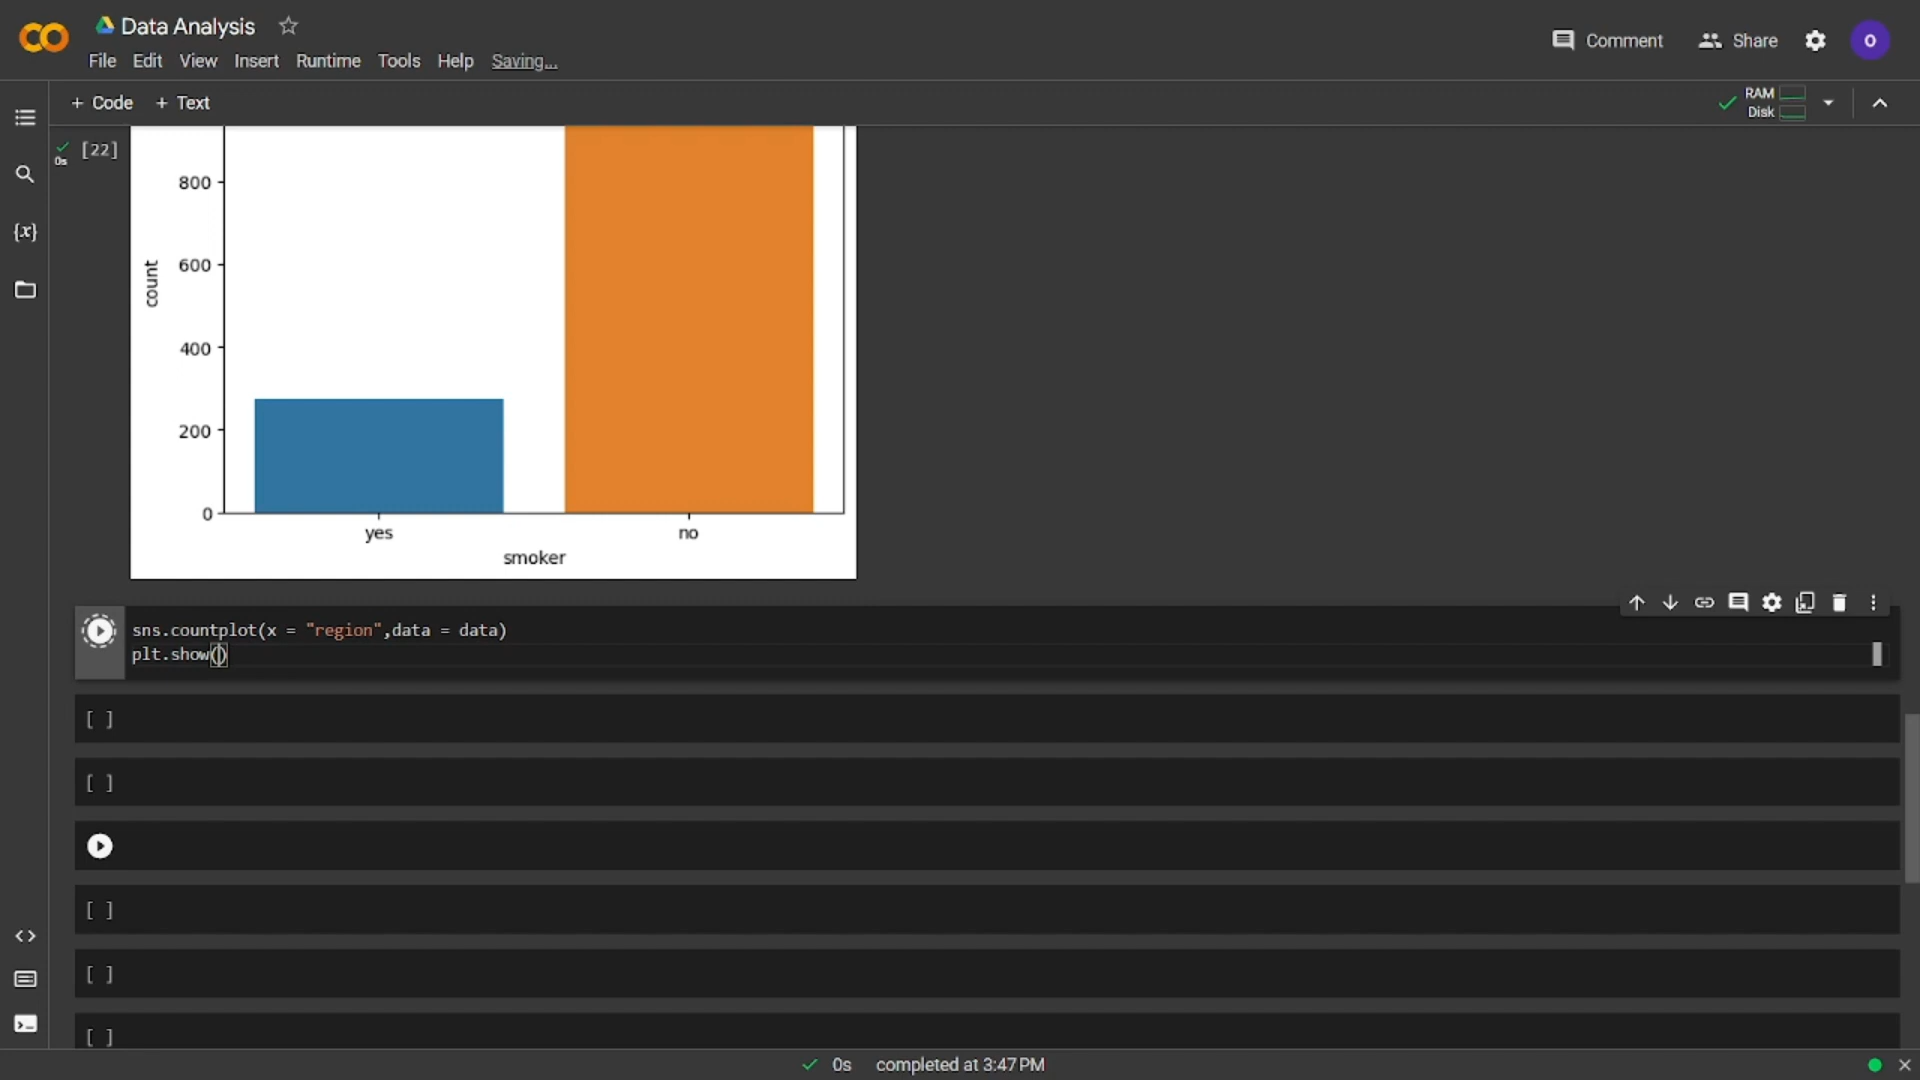 Data Analysis
Comment
Share
O
File Edit View Insert Runtime Tools Help Saving...
+ Code + Text
RAM
Disk
0s
[22]
{x}
800
600
400
200
0
count
yes no
smoker
sns.countplot(x = "region",data = data)
plt.show()
[ ]
[ ]
[ ]
[ ]
[ ]
0s completed at 3:47 PM